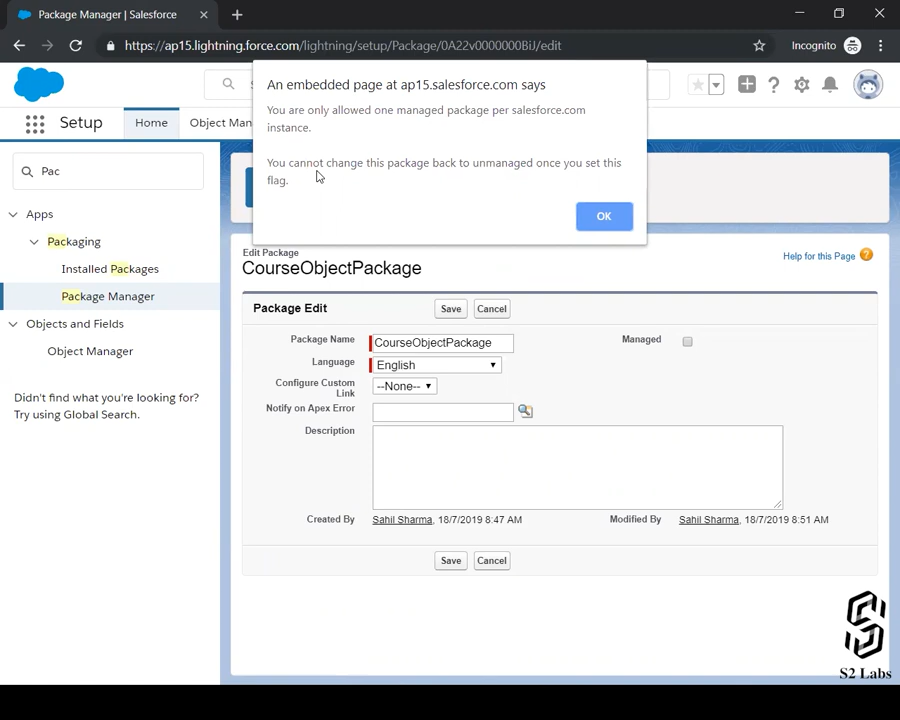 Package Manager | Salesforce
https://ap15.lightning.force.com/lightning/setup/Package/0A22v0000000BiJ/edit
Incognito
An embedded page at ap15.salesforce.com says
You are only allowed one managed package per salesforce.com
instance.
You cannot change this package back to unmanaged once you set this
flag.
OK
Setup
Home
Object Man
Pac
Apps
Packaging
Installed Packages
Package Manager
Objects and Fields
Object Manager
Didn't find what you're looking for?
Try using Global Search.
Edit Package
CourseObjectPackage
Help for this Page
Package Edit
Save
Cancel
Package Name
CourseObjectPackage
Managed
Language
English
Configure Custom
Link
--None--
Notify on Apex Error
Description
Created By
Sahil Sharma, 18/7/2019 8:47 AM
Modified By
Sahil Sharma, 18/7/2019 8:51 AM
Save
Cancel
S2 Labs